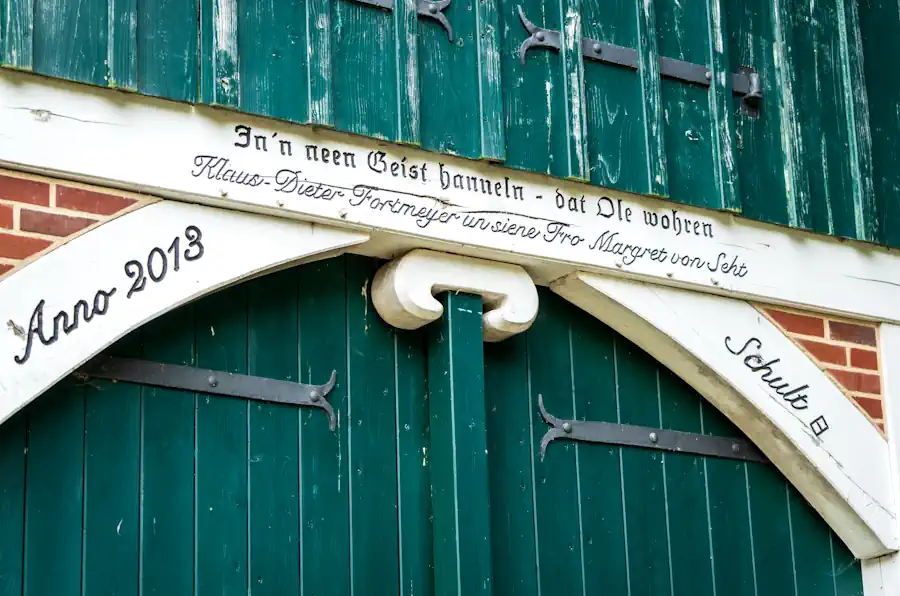 In'n neen Geist hanneln - dat Ole wohren
Klaus-Dieter Fortmeyer un siene Fro Margret von Seht
Anno 2013
Schult